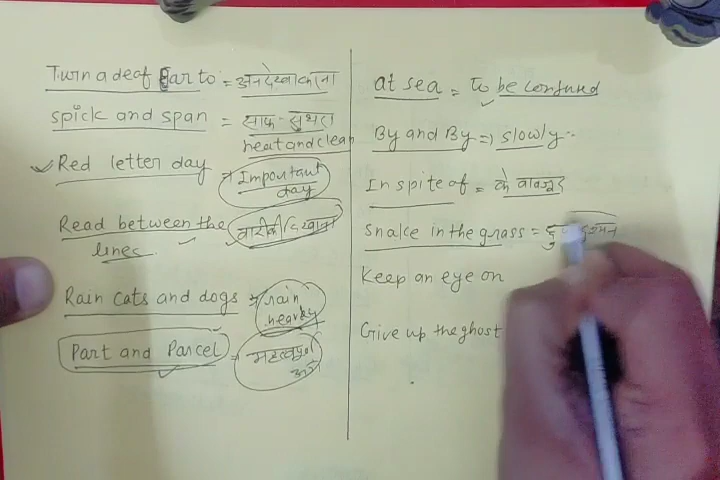 Turn a deaf Ear to = अनदेखा करना
spick and span = साफ-सुथरा
neat and clean
Red letter day = Important
day
Read between the
lines.
Rain cats and dogs = rain
heavily
Part and Parcel = महत्वपूर्ण
अंग
at sea = to be confused
By and By => slowly
In spite of = के बावजूद
Snake in the grass =
Keep an eye on
Give up the ghost